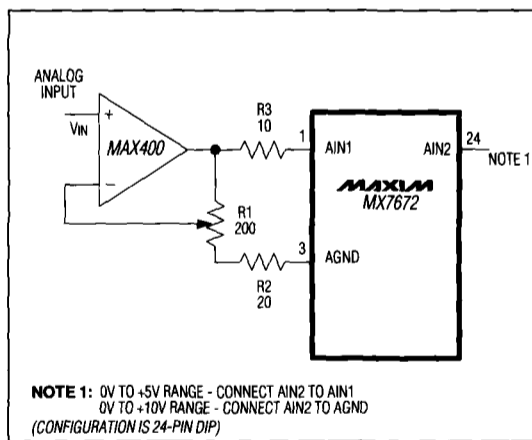 ANALOG
INPUT
VIN
+
−
MAX400
R3
10
1
AIN1
AIN2
24
NOTE 1
MAXIM
MX7672
R1
200
3
AGND
R2
20
NOTE 1: 0V TO +5V RANGE - CONNECT AIN2 TO AIN1
0V TO +10V RANGE - CONNECT AIN2 TO AGND
(CONFIGURATION IS 24-PIN DIP)